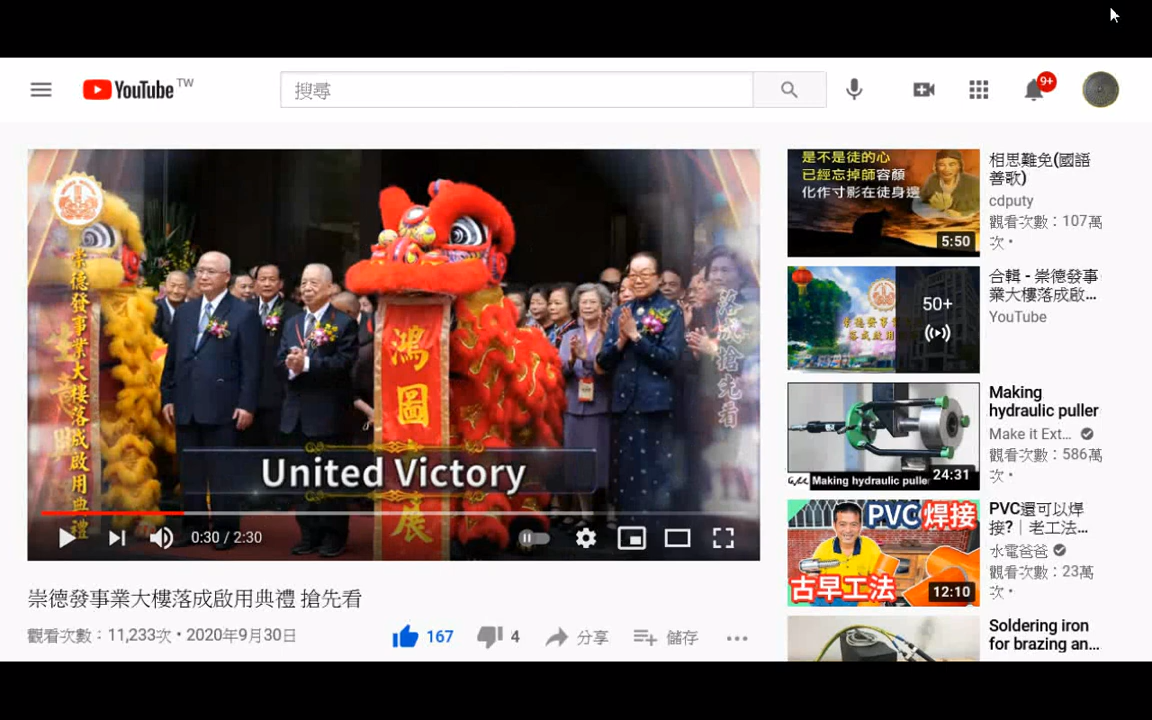 YouTube TW
搜尋
9+
崇德發事業大樓落成啟用典禮
落成搶先看
鴻圖
展
United Victory
0:30 / 2:30
崇德發事業大樓落成啟用典禮 搶先看
觀看次數：11,233次 • 2020年9月30日
167
4
分享
儲存
是不是徒的心
已經忘掉師容顏
化作寸影在徒身邊
5:50
相思難免(國語
善歌)
cdputy
觀看次數：107萬
次 •
50+
合輯 - 崇德發事
業大樓落成啟...
YouTube
Making hydraulic puller
24:31
Making
hydraulic puller
Make it Ext...
觀看次數：586萬
次 •
PVC焊接
古早工法
12:10
PVC還可以焊
接?｜老工法...
水電爸爸
觀看次數：23萬
次 •
Soldering iron
for brazing an...